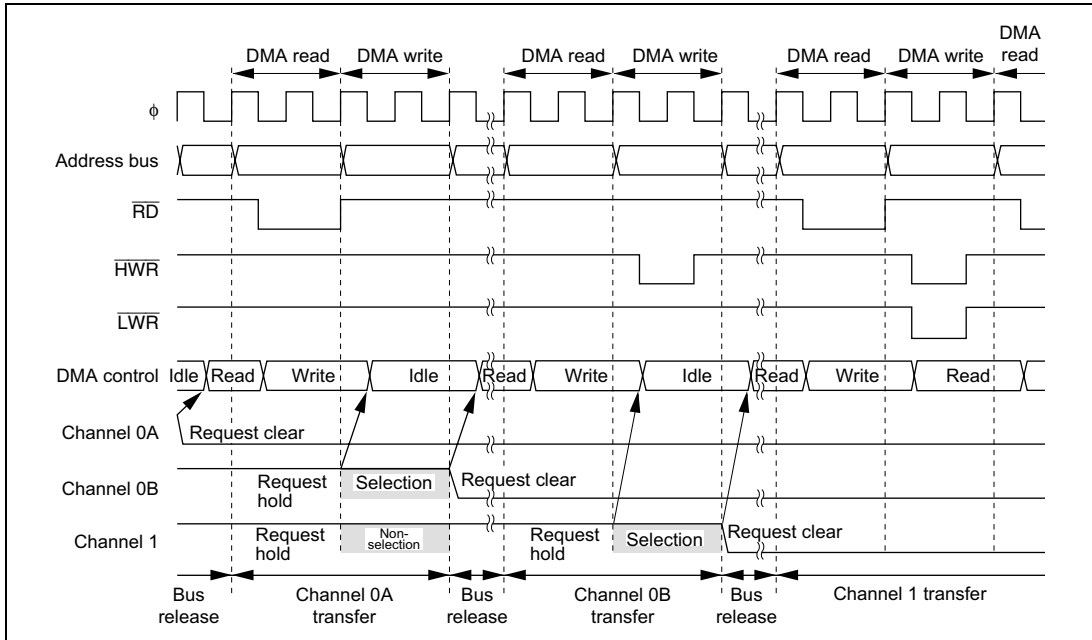 DMA read DMA write DMA read DMA write DMA read DMA write DMA read
φ
Address bus
RD
HWR
LWR
DMA control Idle Read Write Idle Read Write Idle Read Write Read
Channel 0A Request clear
Channel 0B Request hold Selection Request clear
Channel 1 Request hold Non-selection Request hold Selection Request clear
Bus release Channel 0A transfer Bus release Channel 0B transfer Bus release Channel 1 transfer